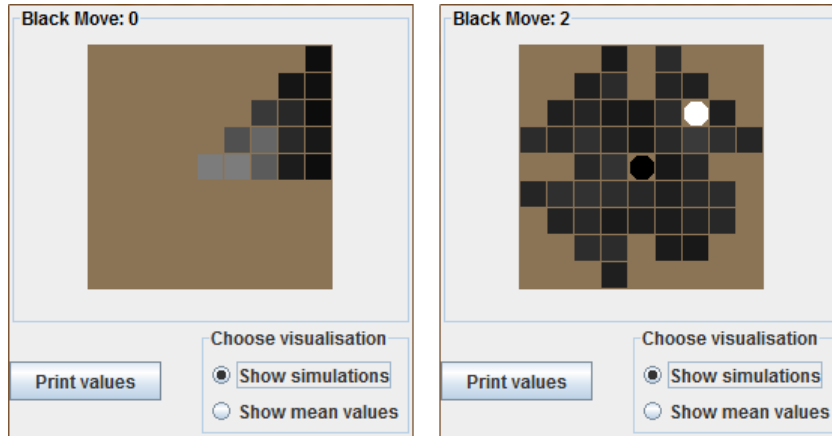 Black Move: 0
Choose visualisation
Print values
Show simulations
Show mean values
Black Move: 2
Choose visualisation
Print values
Show simulations
Show mean values